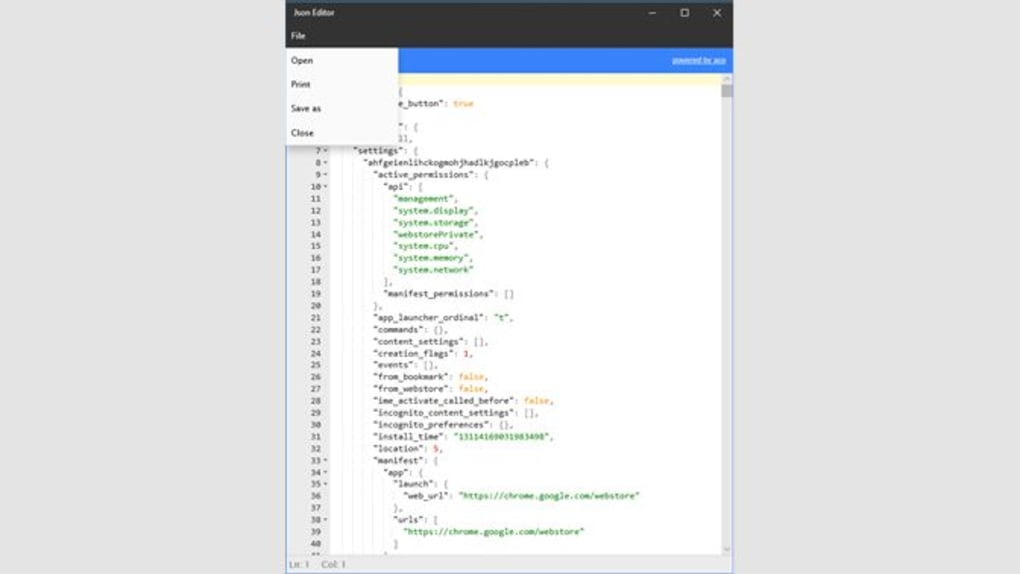 Json Editor
File
powered by ace
Open
Print
Save as
Close
{
e_button": true
": {
31,
7 "settings": {
8 "ahfgeienlihckogmohjhadlkjgocpleb": {
9 "active_permissions": {
10 "api": [
11 "management",
12 "system.display",
13 "system.storage",
14 "webstorePrivate",
15 "system.cpu",
16 "system.memory",
17 "system.network"
18 ],
19 "manifest_permissions": []
20 },
21 "app_launcher_ordinal": "t",
22 "commands": {},
23 "content_settings": [],
24 "creation_flags": 1,
25 "events": [],
26 "from_bookmark": false,
27 "from_webstore": false,
28 "ime_activate_called_before": false,
29 "incognito_content_settings": [],
30 "incognito_preferences": {},
31 "install_time": "13114169031983498",
32 "location": 5,
33 "manifest": {
34 "app": {
35 "launch": {
36 "web_url": "https://chrome.google.com/webstore"
37 },
38 "urls": [
39 "https://chrome.google.com/webstore"
40 ]
Ln: 1 Col: 1